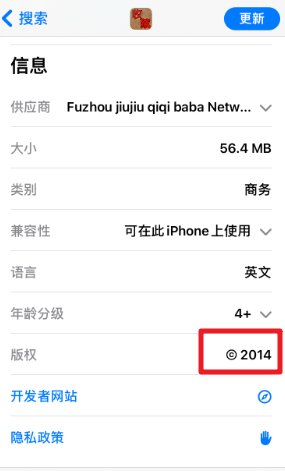 搜索
更新
信息
供应商 Fuzhou jiujiu qiqi baba Netw...
大小 56.4 MB
类别 商务
兼容性 可在此 iPhone 上使用
语言 英文
年龄分级 4+
版权 © 2014
开发者网站
隐私政策